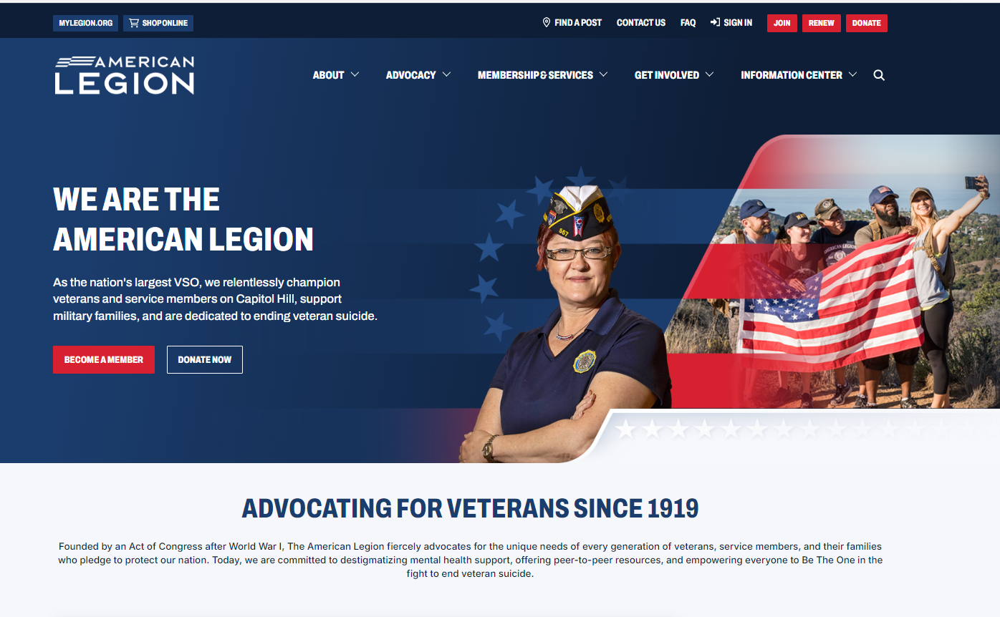 MYLEGION.ORG
SHOP ONLINE
FIND A POST
CONTACT US
FAQ
SIGN IN
JOIN
RENEW
DONATE
AMERICAN
LEGION
ABOUT
ADVOCACY
MEMBERSHIP & SERVICES
GET INVOLVED
INFORMATION CENTER
WE ARE THE
AMERICAN LEGION
As the nation's largest VSO, we relentlessly champion
veterans and service members on Capitol Hill, support
military families, and are dedicated to ending veteran suicide.
BECOME A MEMBER
DONATE NOW
567
AMERICAN LEGION
ADVOCATING FOR VETERANS SINCE 1919
Founded by an Act of Congress after World War I, The American Legion fiercely advocates for the unique needs of every generation of veterans, service members, and their families
who pledge to protect our nation. Today, we are committed to destigmatizing mental health support, offering peer-to-peer resources, and empowering everyone to Be The One in the
fight to end veteran suicide.